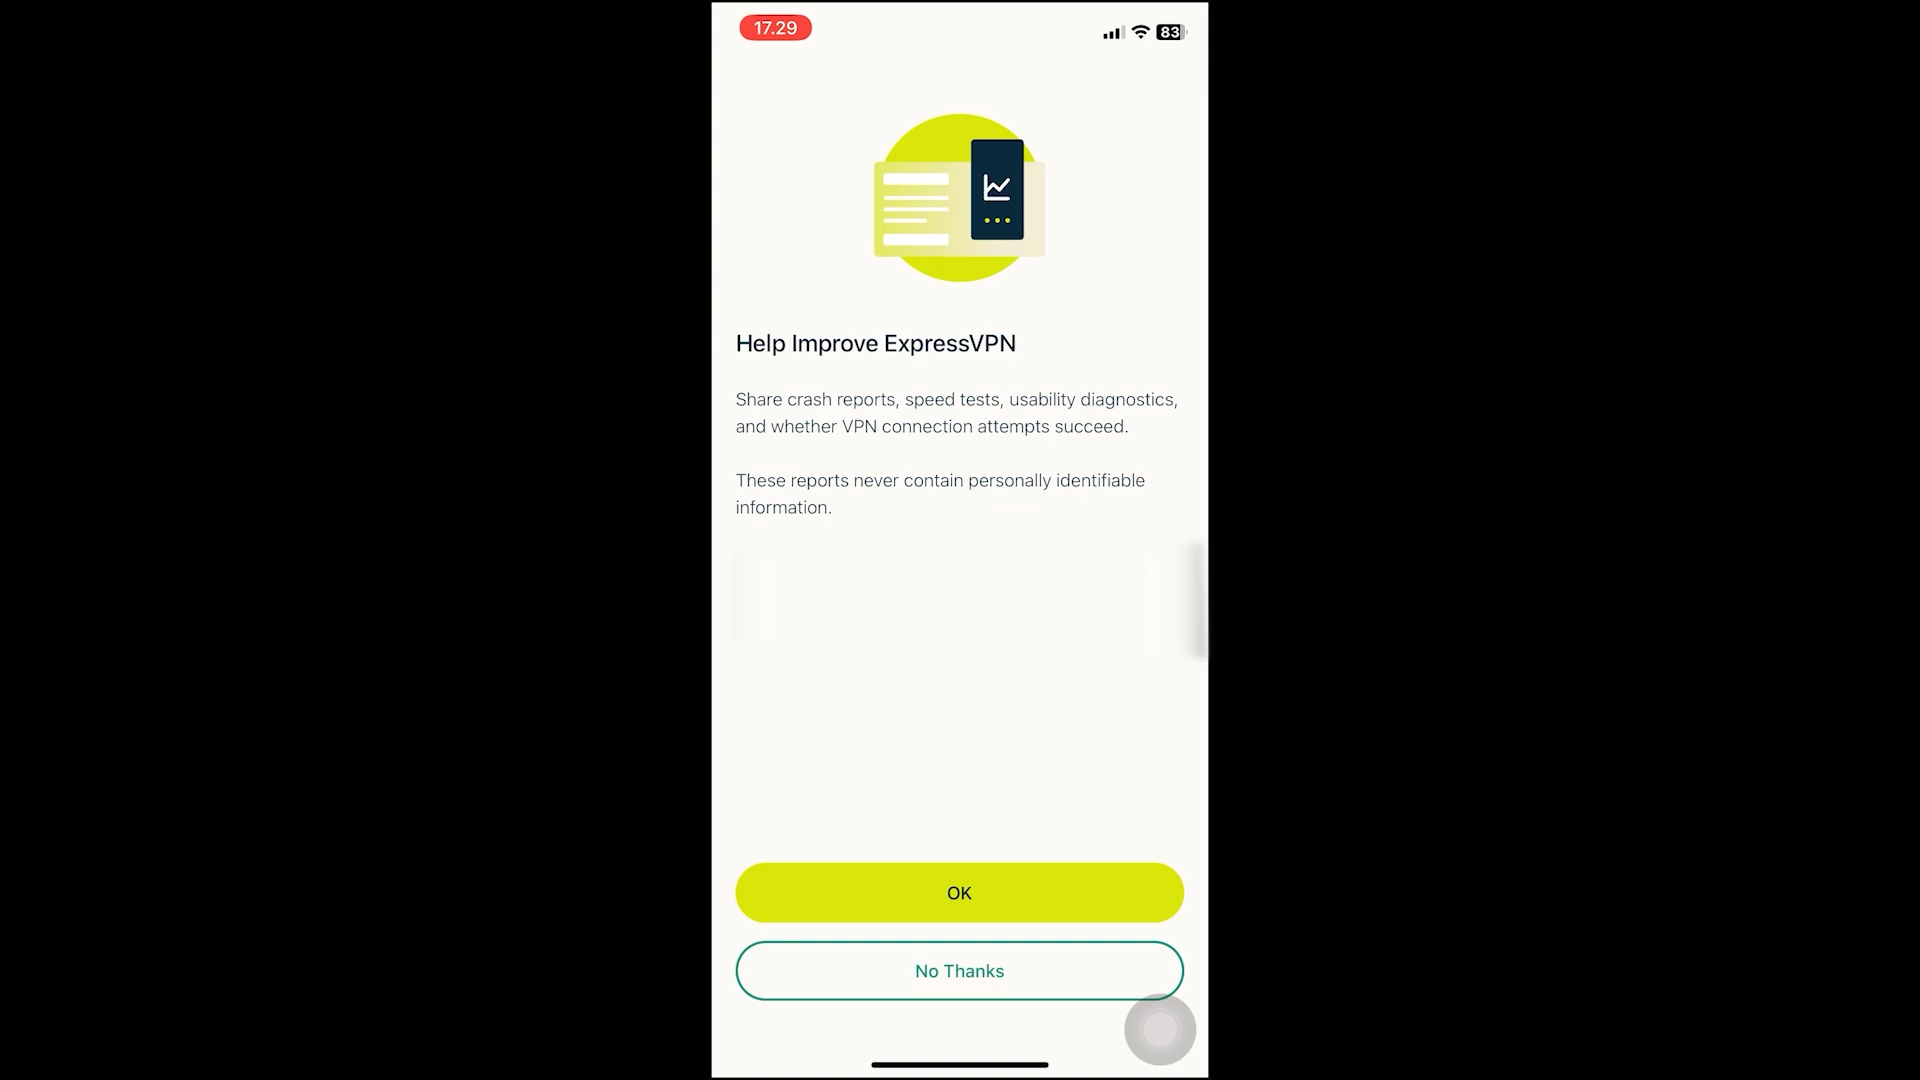 17.29
83
Help Improve ExpressVPN
Share crash reports, speed tests, usability diagnostics,
and whether VPN connection attempts succeed.
These reports never contain personally identifiable
information.
OK
No Thanks